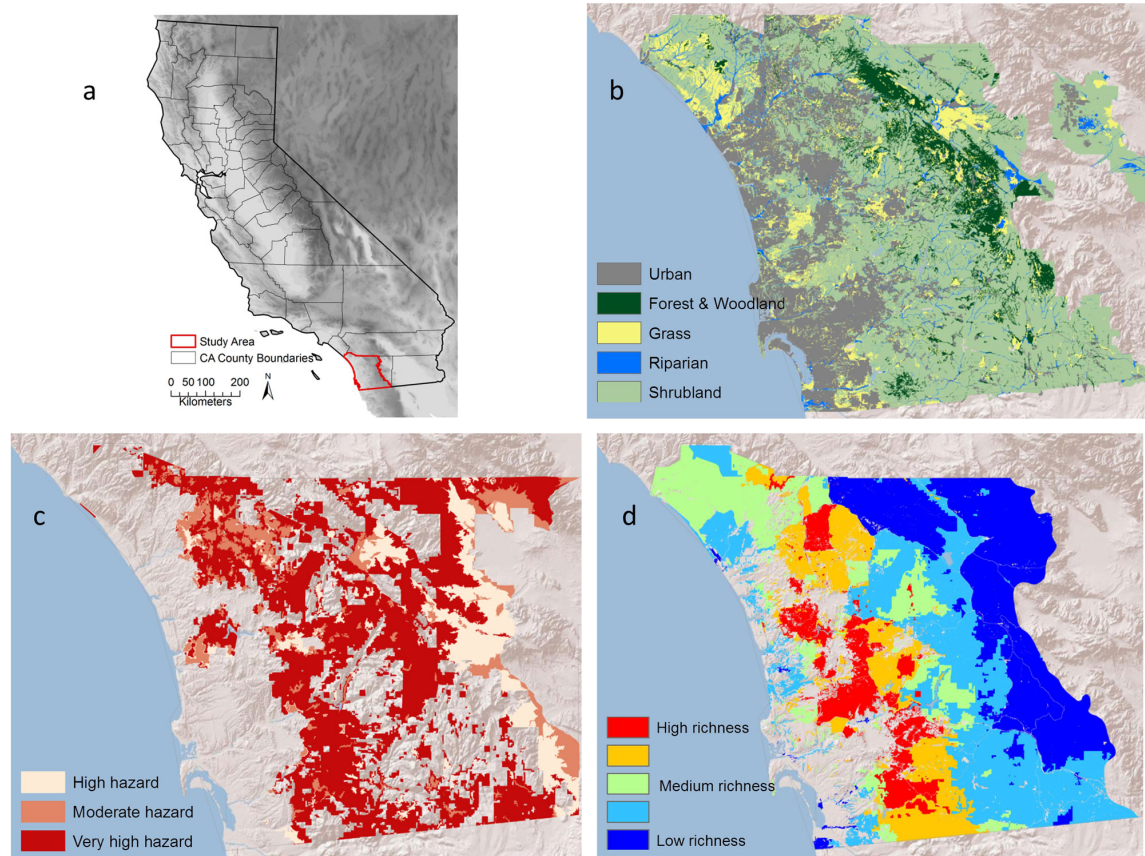 a
Study Area
CA County Boundaries
0 50 100 200
Kilometers
N
b
Urban
Forest & Woodland
Grass
Riparian
Shrubland
c
High hazard
Moderate hazard
Very high hazard
d
High richness
Medium richness
Low richness